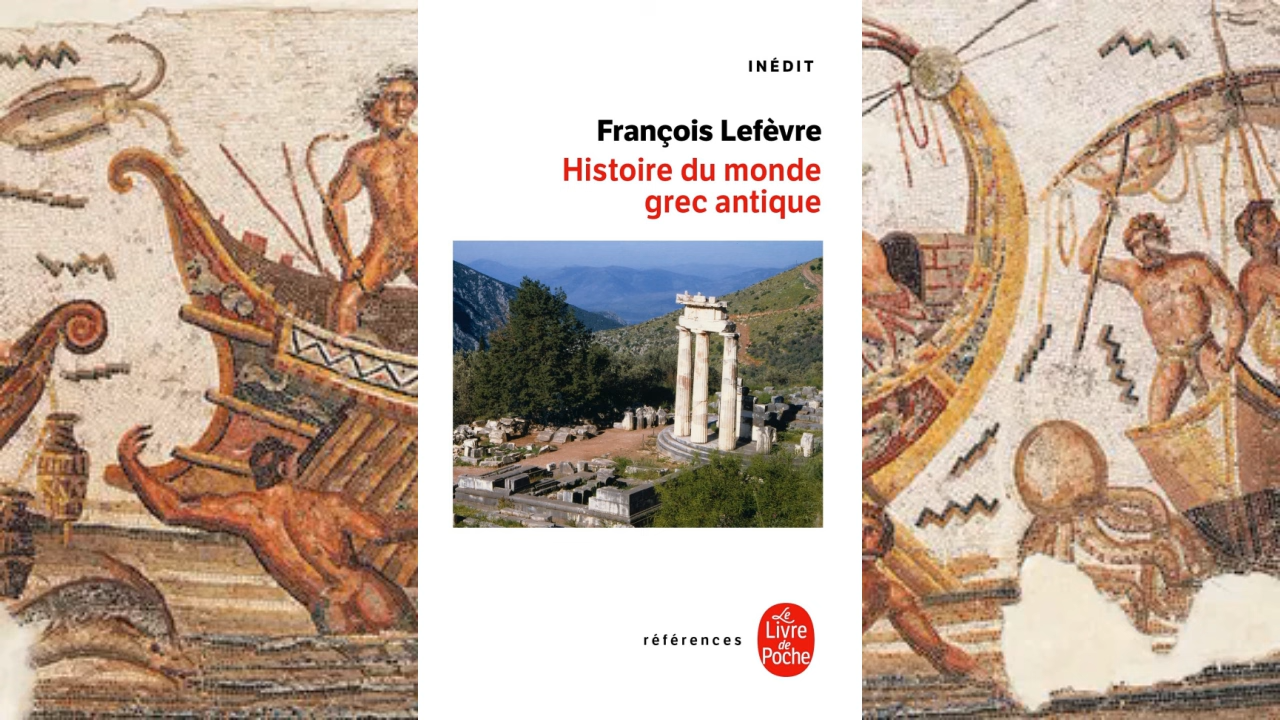 INÉDIT
François Lefèvre
Histoire du monde
grec antique
références
Le
Livre
de
Poche